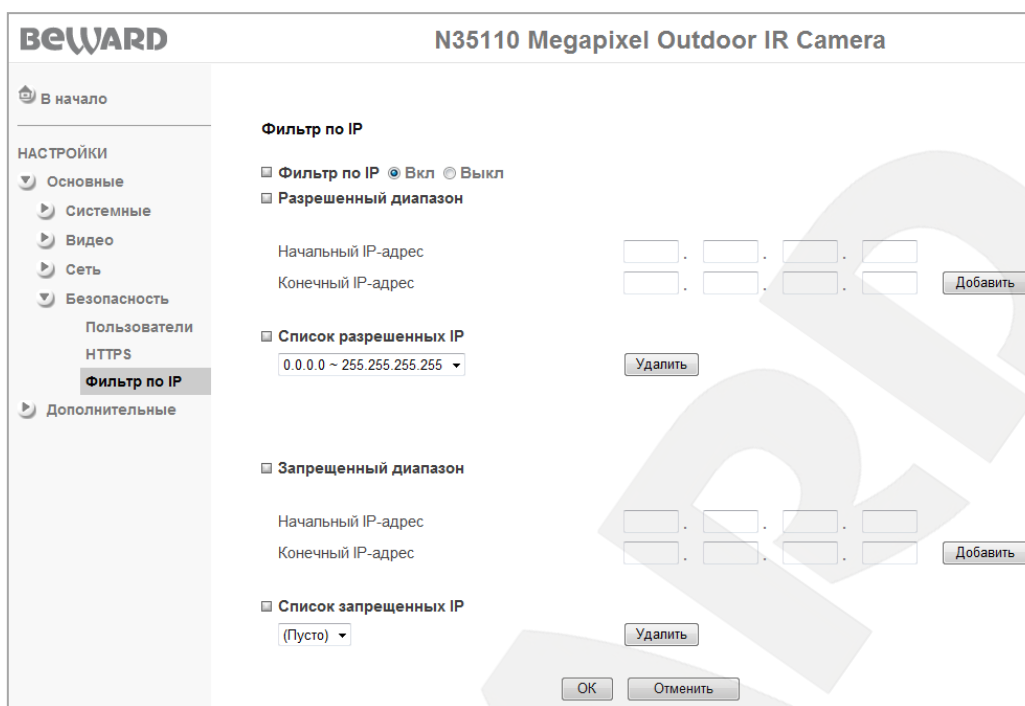 BEWARD
N35110 Megapixel Outdoor IR Camera
В начало
НАСТРОЙКИ
Основные
Системные
Видео
Сеть
Безопасность
Пользователи
HTTPS
Фильтр по IP
Дополнительные
Фильтр по IP
Фильтр по IP Вкл Выкл
Разрешенный диапазон
Начальный IP-адрес . . .
Конечный IP-адрес . . . Добавить
Список разрешенных IP
0.0.0.0 ~ 255.255.255.255 Удалить
Запрещенный диапазон
Начальный IP-адрес . . .
Конечный IP-адрес . . . Добавить
Список запрещенных IP
(Пусто) Удалить
ОК Отменить